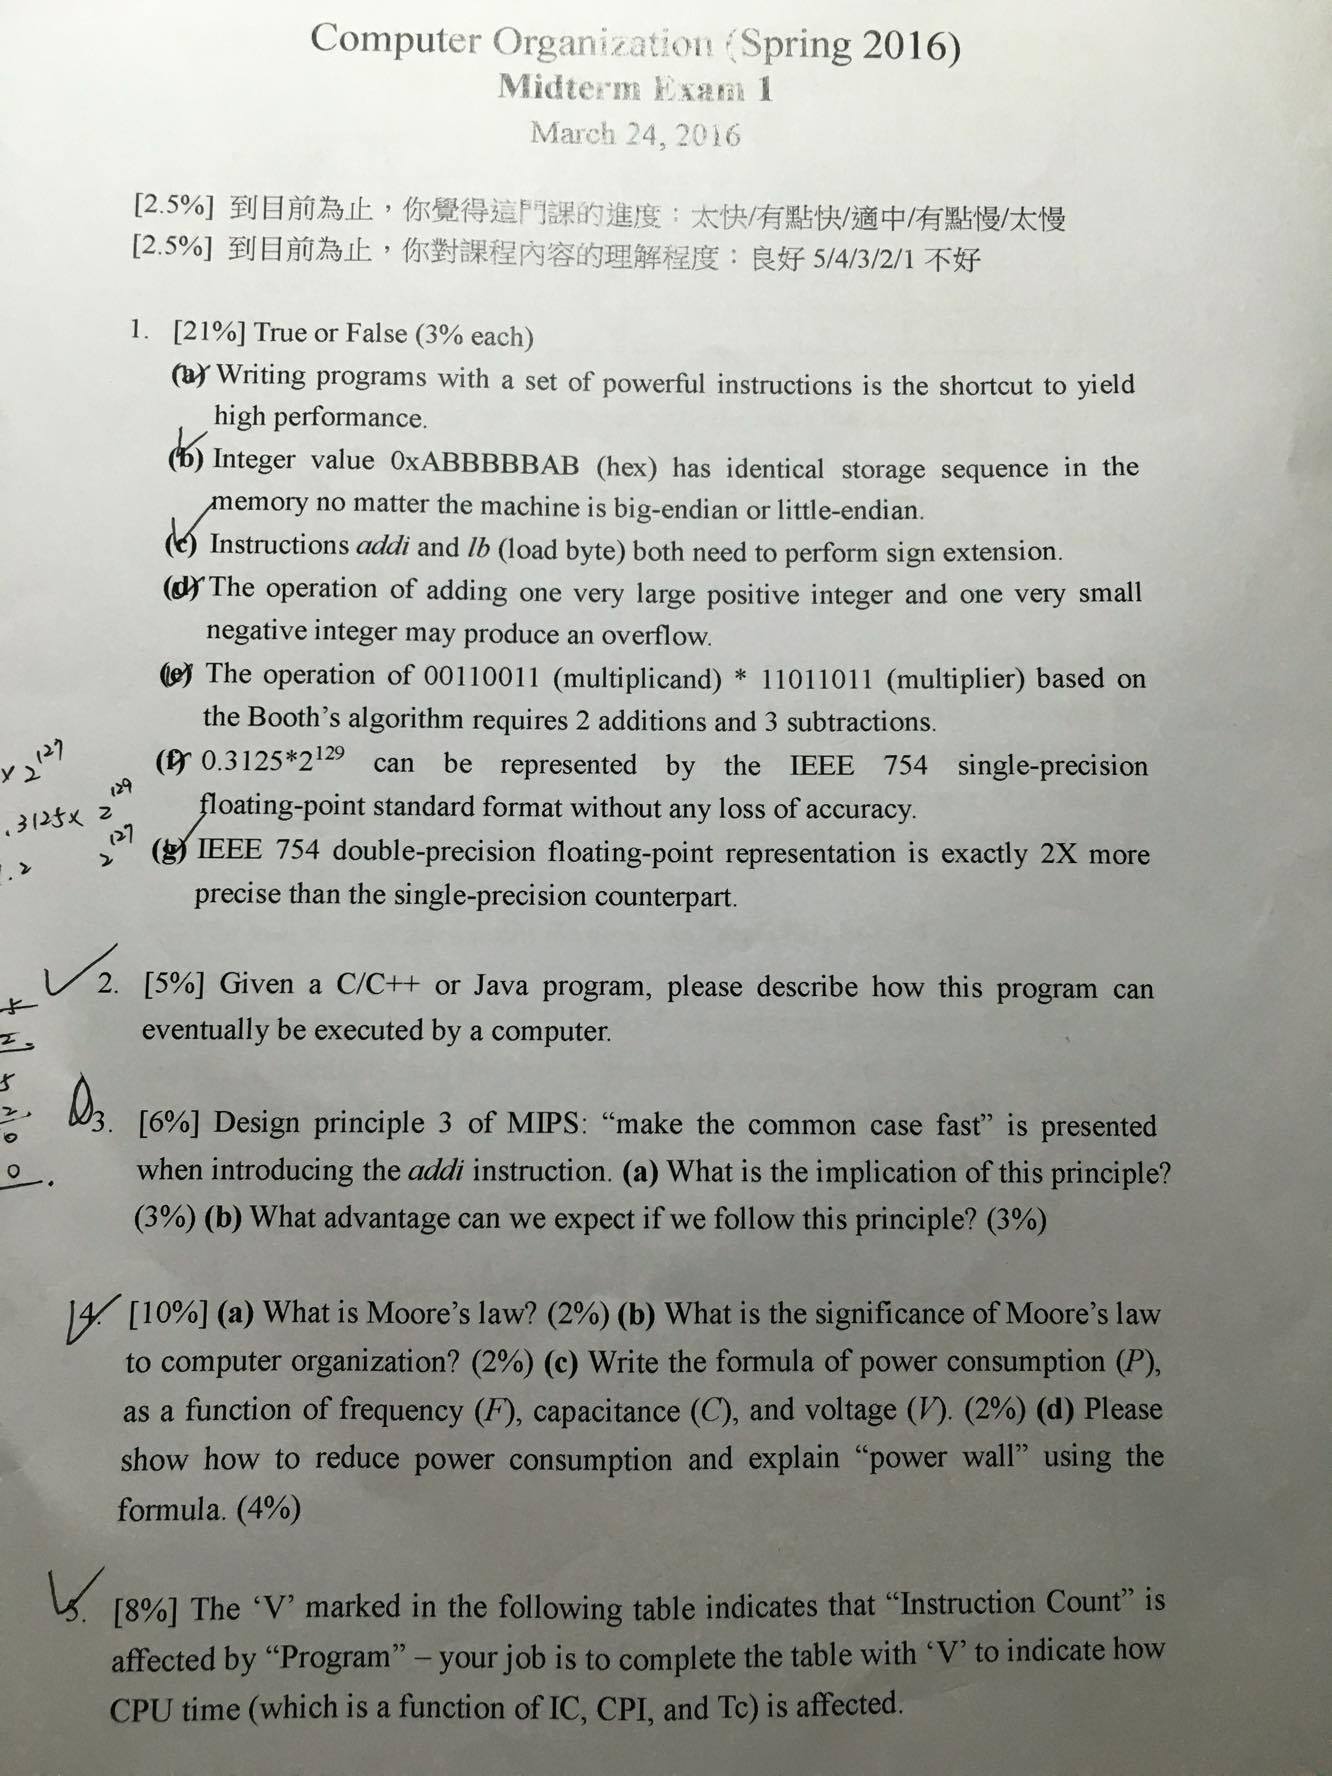 Computer Organization (Spring 2016)
Midterm Exam 1
March 24, 2016
[2.5%] 到目前為止，你覺得這門課的進度：太快/有點快/適中/有點慢/太慢
[2.5%] 到目前為止，你對課程內容的理解程度：良好 5/4/3/2/1 不好
1. [21%] True or False (3% each)
(a) Writing programs with a set of powerful instructions is the shortcut to yield
high performance.
(b) Integer value 0xABBBBBAB (hex) has identical storage sequence in the
memory no matter the machine is big-endian or little-endian.
(c) Instructions addi and lb (load byte) both need to perform sign extension.
(d) The operation of adding one very large positive integer and one very small
negative integer may produce an overflow.
(e) The operation of 00110011 (multiplicand) * 11011011 (multiplier) based on
the Booth's algorithm requires 2 additions and 3 subtractions.
x 2^127
(f) 0.3125*2^129 can be represented by the IEEE 754 single-precision
.3125x 2^129
floating-point standard format without any loss of accuracy.
2^127
(g) IEEE 754 double-precision floating-point representation is exactly 2X more
precise than the single-precision counterpart.
2. [5%] Given a C/C++ or Java program, please describe how this program can
eventually be executed by a computer.
3. [6%] Design principle 3 of MIPS: “make the common case fast” is presented
when introducing the addi instruction. (a) What is the implication of this principle?
(3%) (b) What advantage can we expect if we follow this principle? (3%)
4. [10%] (a) What is Moore's law? (2%) (b) What is the significance of Moore's law
to computer organization? (2%) (c) Write the formula of power consumption (P),
as a function of frequency (F), capacitance (C), and voltage (V). (2%) (d) Please
show how to reduce power consumption and explain “power wall” using the
formula. (4%)
5. [8%] The ‘V’ marked in the following table indicates that “Instruction Count” is
affected by “Program” – your job is to complete the table with ‘V’ to indicate how
CPU time (which is a function of IC, CPI, and Tc) is affected.